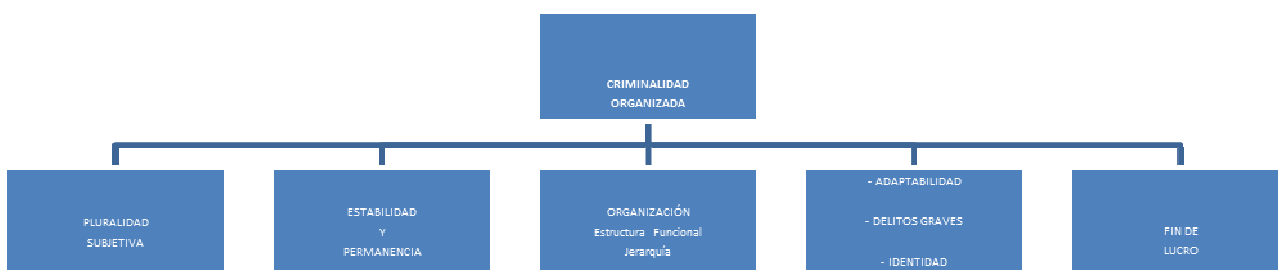 CRIMINALIDAD
ORGANIZADA
PLURALIDAD
SUBJETIVA
ESTABILIDAD
Y
PERMANENCIA
ORGANIZACIÓN
Estructura Funcional
Jerarquía
- ADAPTABILIDAD
- DELITOS GRAVES
- IDENTIDAD
FIN DE
LUCRO